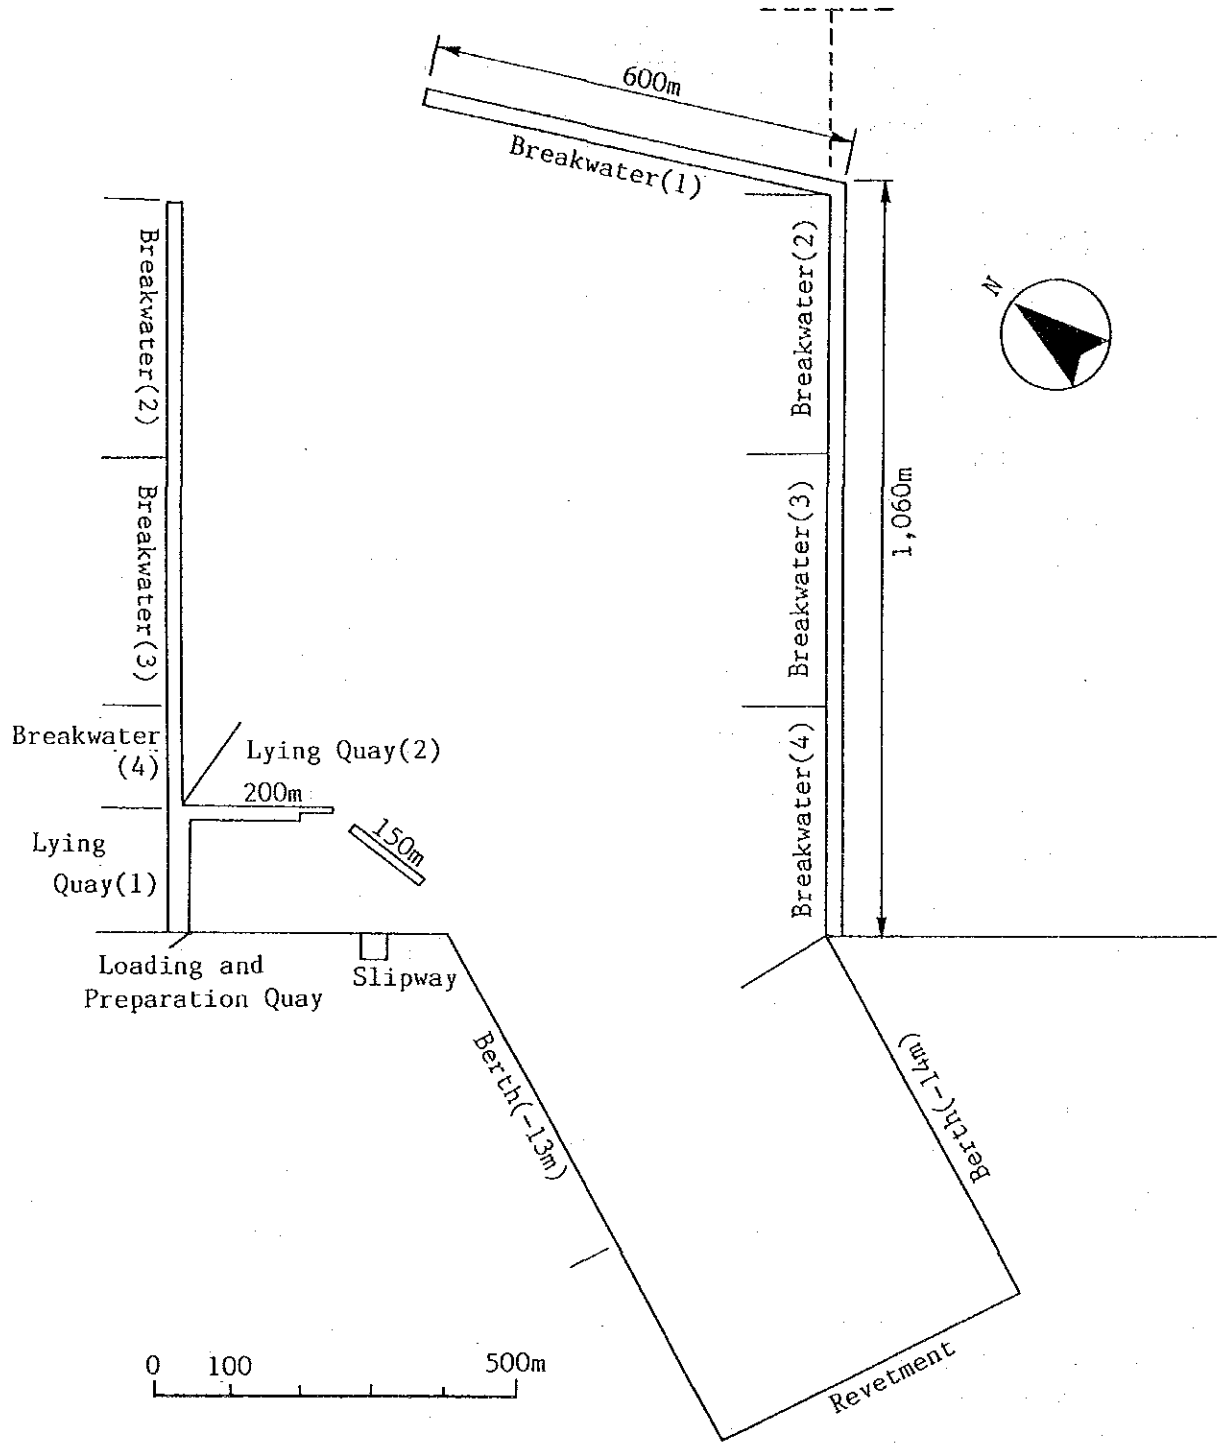 600m
Breakwater(1)
Breakwater(2)
Breakwater(2)
N
Breakwater(3)
Breakwater(3)
1,060m
Breakwater
(4)
Lying Quay(2)
200m
Breakwater(4)
150m
Lying
Quay(1)
Loading and
Preparation Quay
Slipway
Berth(-13m)
Berth(-14m)
0 100 500m
Revetment